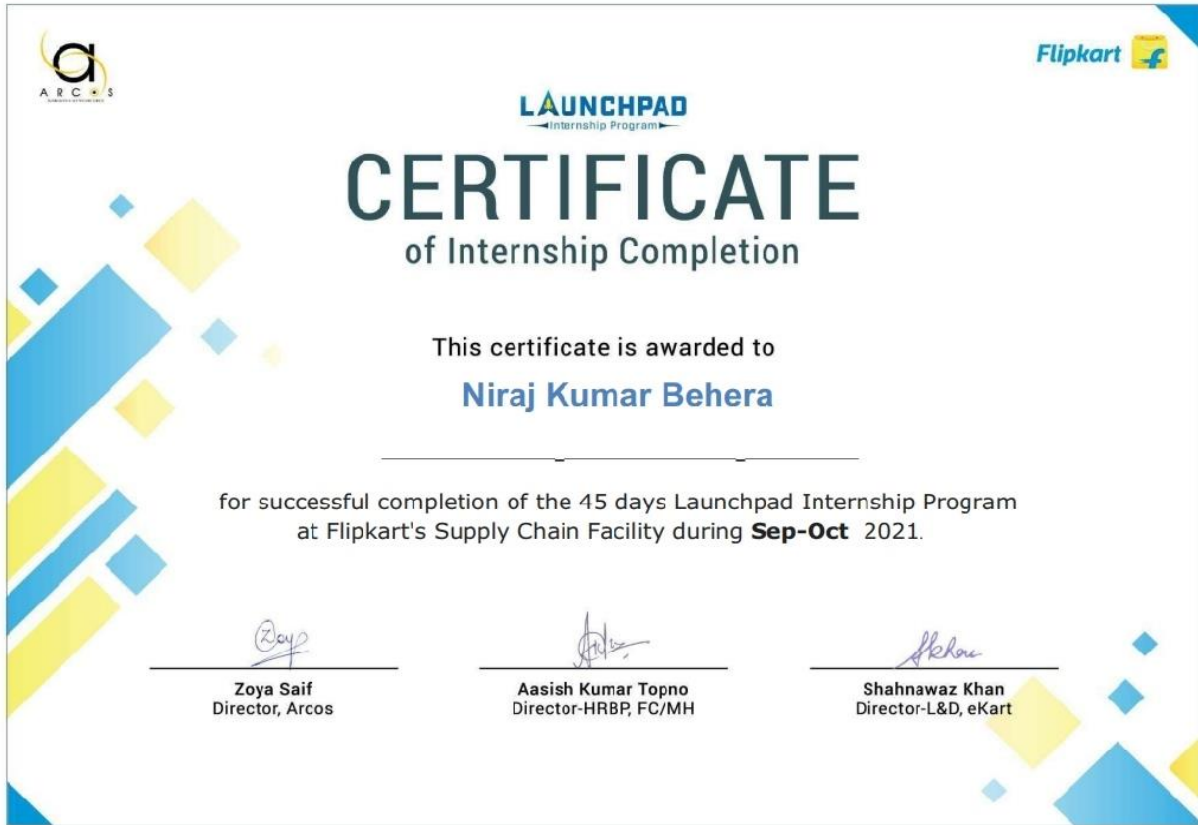 a
ARCOS
Flipkart
LAUNCHPAD
Internship Program
CERTIFICATE
of Internship Completion
This certificate is awarded to
Niraj Kumar Behera
for successful completion of the 45 days Launchpad Internship Program
at Flipkart's Supply Chain Facility during Sep-Oct 2021.
Zoya Saif
Director, Arcos
Aasish Kumar Topno
Director-HRBP, FC/MH
Shahnawaz Khan
Director-L&D, eKart